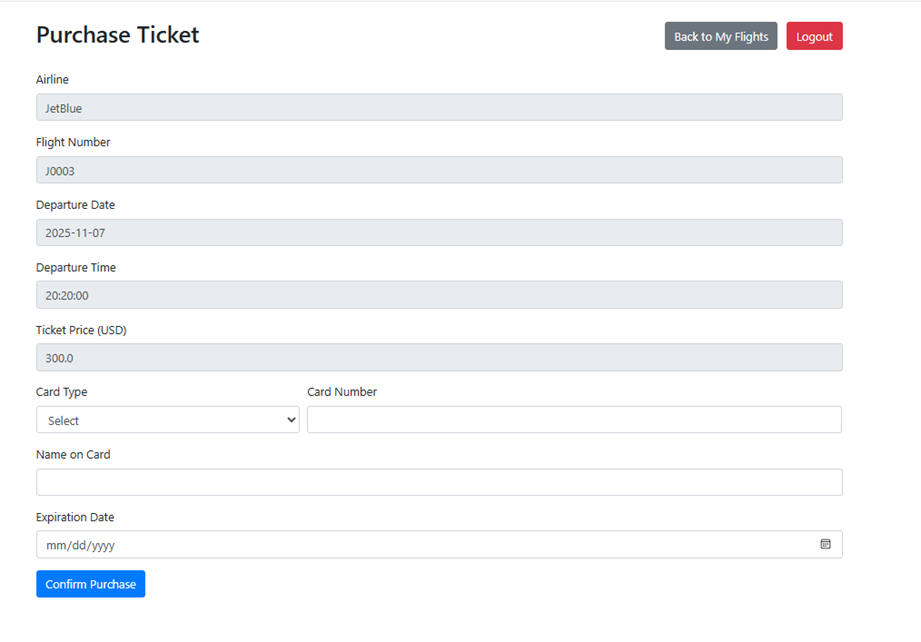 Purchase Ticket
Back to My Flights
Logout
Airline
JetBlue
Flight Number
J0003
Departure Date
2025-11-07
Departure Time
20:20:00
Ticket Price (USD)
300.0
Card Type
Card Number
Select
Name on Card
Expiration Date
mm/dd/yyyy
Confirm Purchase